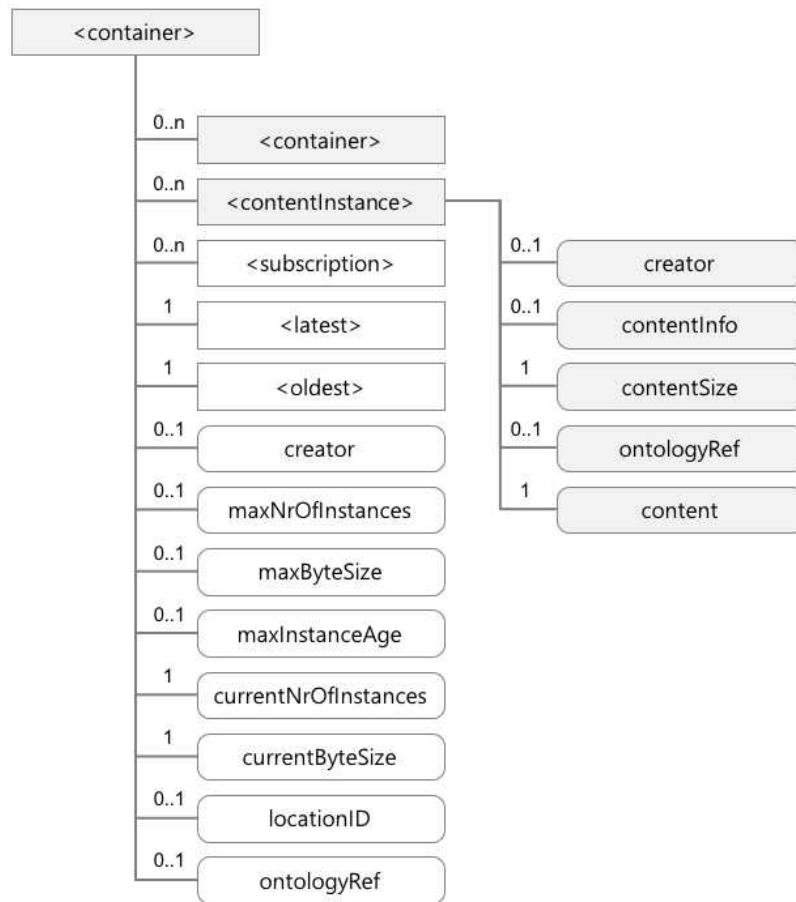 <container>
0..n
<container>
0..n
<contentInstance>
0..n
<subscription>
0..1
creator
1
<latest>
0..1
contentInfo
1
<oldest>
1
contentSize
0..1
creator
0..1
ontologyRef
0..1
maxNrOfInstances
1
content
0..1
maxByteSize
0..1
maxInstanceAge
1
currentNrOfInstances
1
currentByteSize
0..1
locationID
0..1
ontologyRef